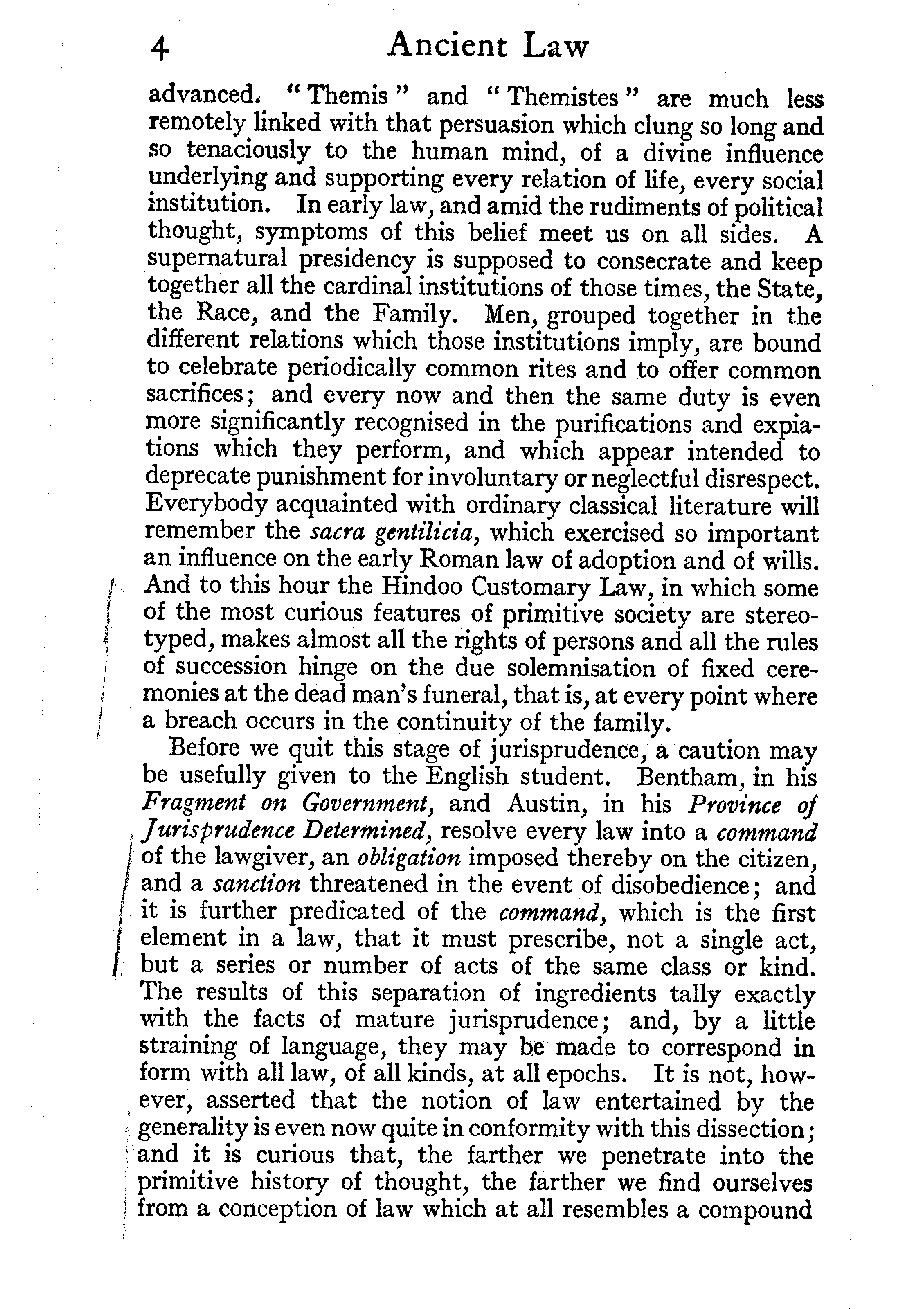 4 Ancient Law
advanced. " Themis " and " Themistes " are much less
remotely linked with that persuasion which clung so long and
so tenaciously to the human mind, of a divine influence
underlying and supporting every relation of life, every social
institution. In early law, and amid the rudiments of political
thought, symptoms of this belief meet us on all sides. A
supernatural presidency is supposed to consecrate and keep
together all the cardinal institutions of those times, the State,
the Race, and the Family. Men, grouped together in the
different relations which those institutions imply, are bound
to celebrate periodically common rites and to offer common
sacrifices; and every now and then the same duty is even
more significantly recognised in the purifications and expia-
tions which they perform, and which appear intended to
deprecate punishment for involuntary or neglectful disrespect.
Everybody acquainted with ordinary classical literature will
remember the sacra gentilicia, which exercised so important
an influence on the early Roman law of adoption and of wills.
And to this hour the Hindoo Customary Law, in which some
of the most curious features of primitive society are stereo-
typed, makes almost all the rights of persons and all the rules
of succession hinge on the due solemnisation of fixed cere-
monies at the dead man's funeral, that is, at every point where
a breach occurs in the continuity of the family.
Before we quit this stage of jurisprudence, a caution may
be usefully given to the English student. Bentham, in his
Fragment on Government, and Austin, in his Province of
Jurisprudence Determined, resolve every law into a command
of the lawgiver, an obligation imposed thereby on the citizen,
and a sanction threatened in the event of disobedience; and
it is further predicated of the command, which is the first
element in a law, that it must prescribe, not a single act,
but a series or number of acts of the same class or kind.
The results of this separation of ingredients tally exactly
with the facts of mature jurisprudence; and, by a little
straining of language, they may be made to correspond in
form with all law, of all kinds, at all epochs. It is not, how-
ever, asserted that the notion of law entertained by the
generality is even now quite in conformity with this dissection;
and it is curious that, the farther we penetrate into the
primitive history of thought, the farther we find ourselves
from a conception of law which at all resembles a compound